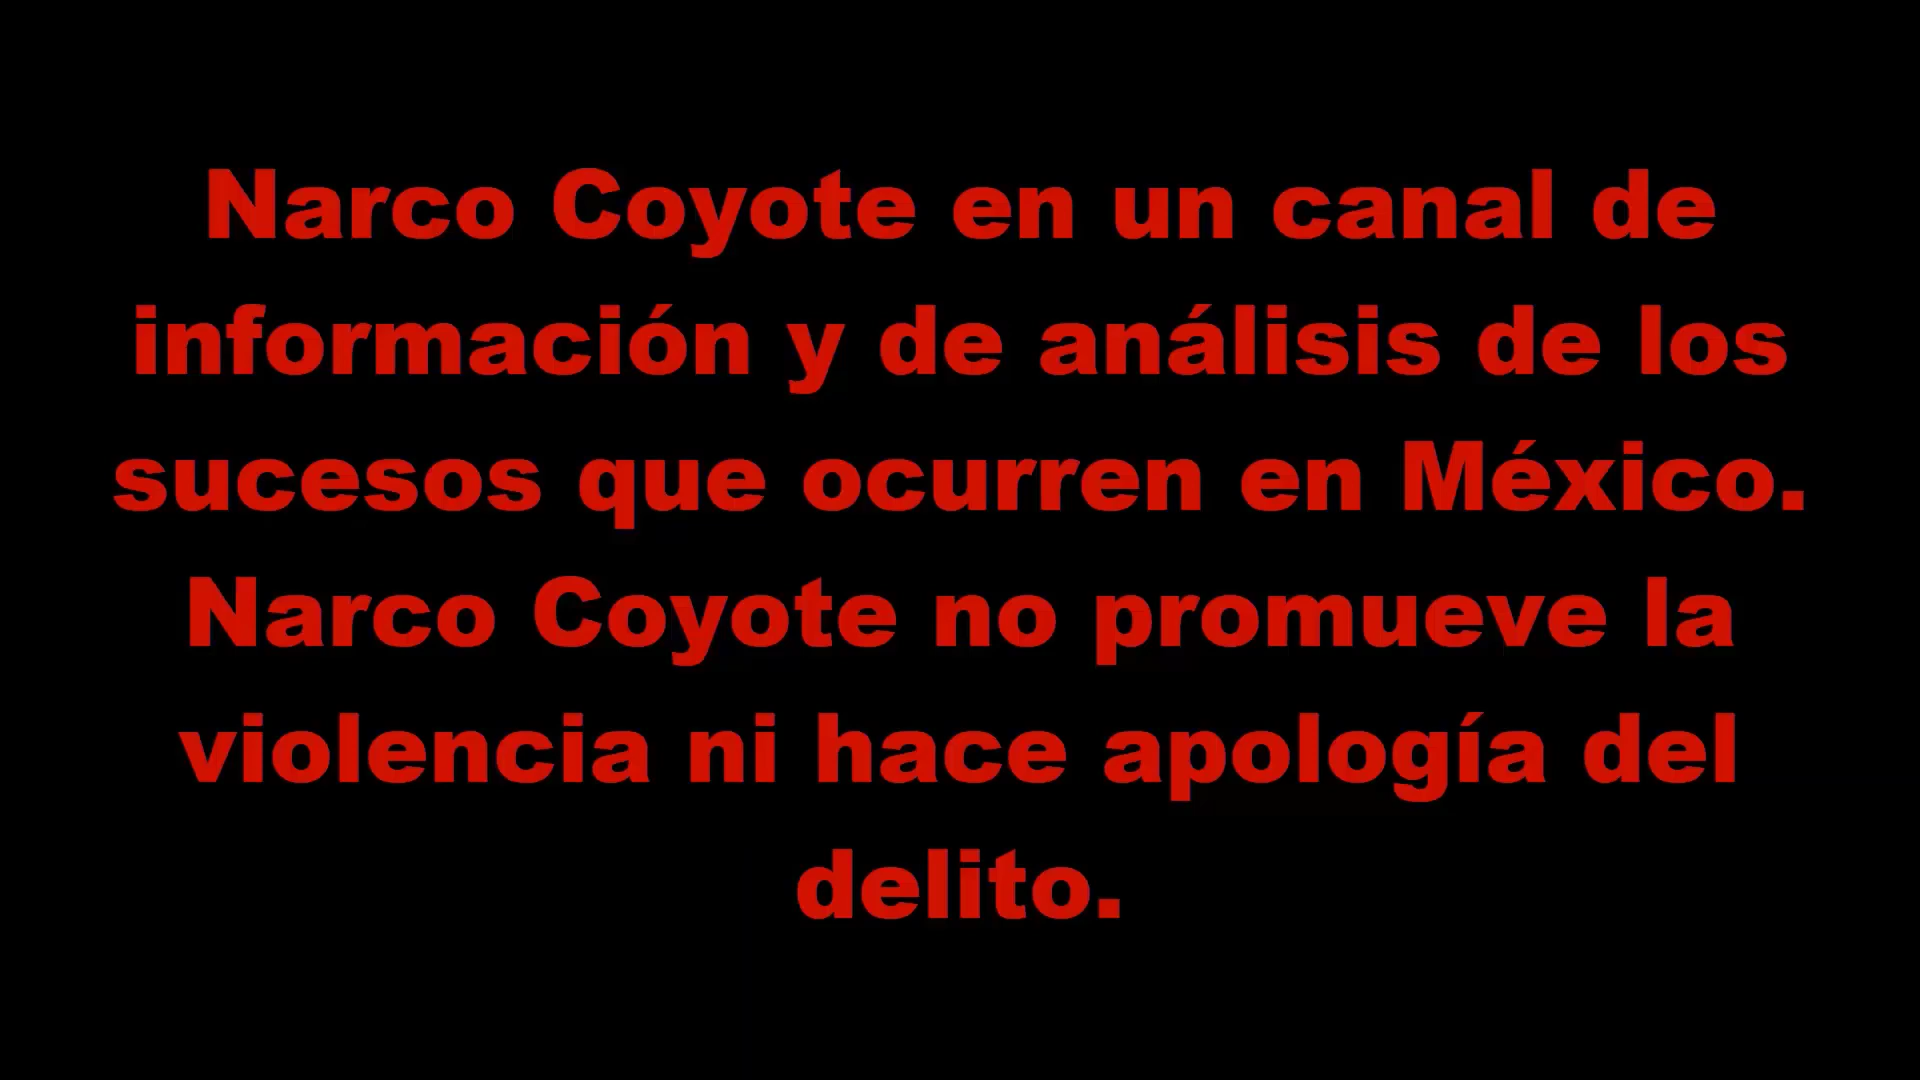 Narco Coyote en un canal de
información y de análisis de los
sucesos que ocurren en México.
Narco Coyote no promueve la
violencia ni hace apología del
delito.